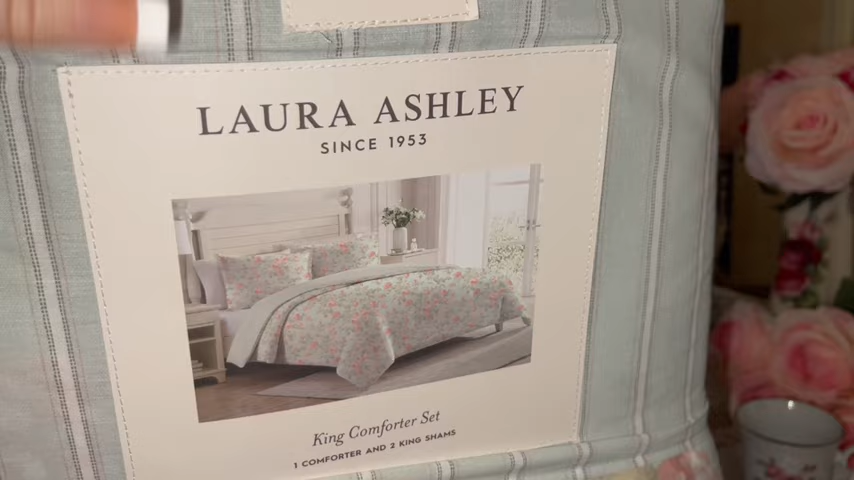 LAURA ASHLEY
SINCE 1953
King Comforter Set
1 COMFORTER AND 2 KING SHAMS